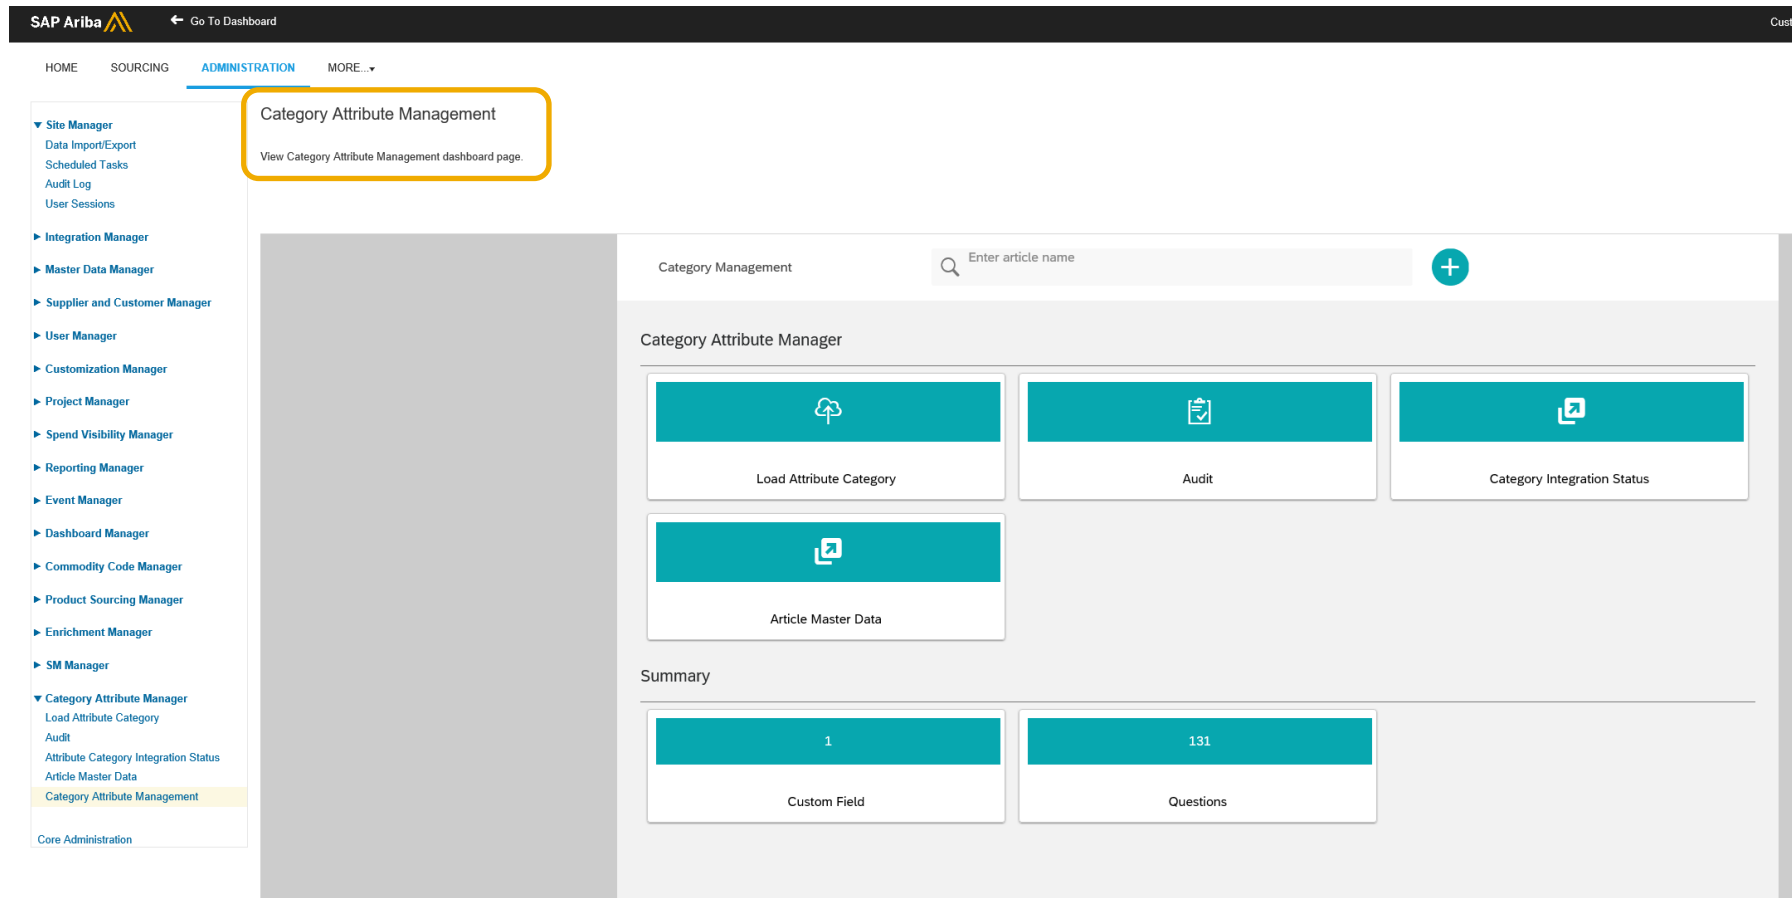 SAP Ariba
Go To Dashboard
Cust
HOME SOURCING ADMINISTRATION MORE...
Category Attribute Management
View Category Attribute Management dashboard page.
Site Manager
Data Import/Export
Scheduled Tasks
Audit Log
User Sessions
Integration Manager
Master Data Manager
Supplier and Customer Manager
User Manager
Customization Manager
Project Manager
Spend Visibility Manager
Reporting Manager
Event Manager
Dashboard Manager
Commodity Code Manager
Product Sourcing Manager
Enrichment Manager
SM Manager
Category Attribute Manager
Load Attribute Category
Audit
Attribute Category Integration Status
Article Master Data
Category Attribute Management
Core Administration
Category Management
Enter article name
Category Attribute Manager
Load Attribute Category
Audit
Category Integration Status
Article Master Data
Summary
1
Custom Field
131
Questions